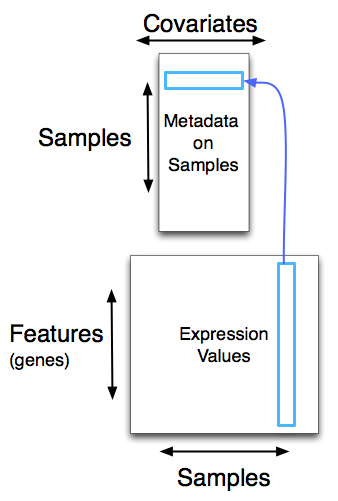 Covariates
Samples
Metadata
on
Samples
Features
(genes)
Expression
Values
Samples